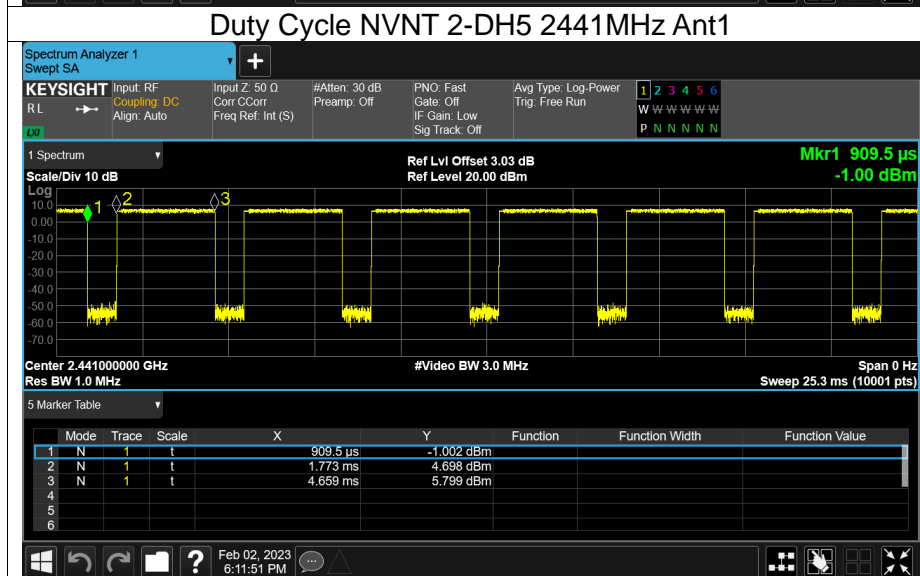 Duty Cycle NVNT 2-DH5 2441MHz Ant1
Spectrum Analyzer 1
Swept SA
+
KEYSIGHT Input: RF Input Z: 50 Ω #Atten: 30 dB PNO: Fast Avg Type: Log-Power 1 2 3 4 5 6
R L Coupling: DC Corr CCorr Preamp: Off Gate: Off Trig: Free Run W W W W W W
Align: Auto Freq Ref: Int (S) IF Gain: Low
LXI Sig Track: Off P N N N N N
1 Spectrum Ref Lvl Offset 3.03 dB Mkr1 909.5 µs
Scale/Div 10 dB Ref Level 20.00 dBm -1.00 dBm
Log
10.0
0.00
-10.0
-20.0
-30.0
-40.0
-50.0
-60.0
-70.0
1 2 3
Center 2.441000000 GHz #Video BW 3.0 MHz Span 0 Hz
Res BW 1.0 MHz Sweep 25.3 ms (10001 pts)
5 Marker Table
Mode Trace Scale X Y Function Function Width Function Value
1 N 1 t 909.5 µs -1.002 dBm
2 N 1 t 1.773 ms 4.698 dBm
3 N 1 t 4.659 ms 5.799 dBm
4
5
6
? Feb 02, 2023
6:11:51 PM